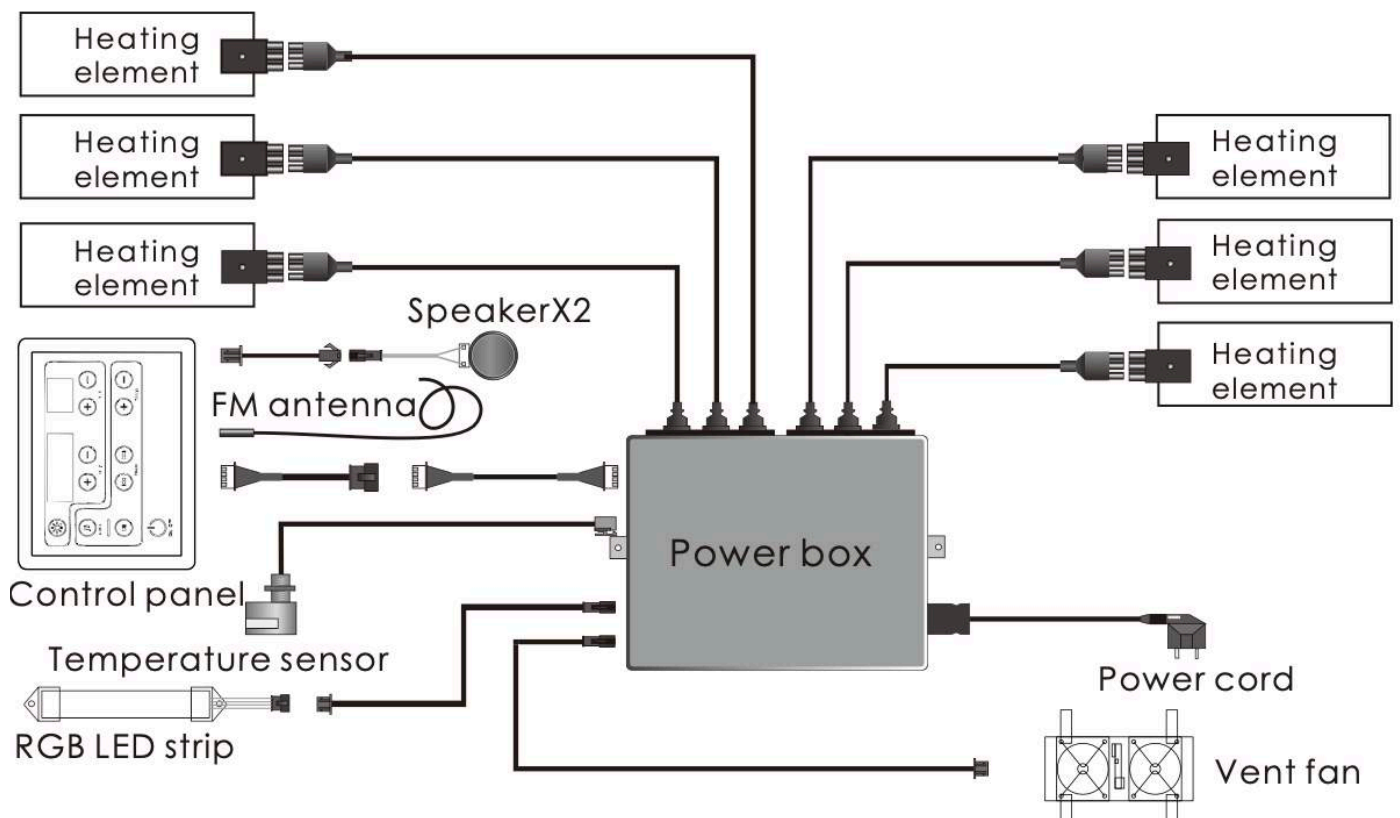 Heating
element
Heating
element
Heating
element
Heating
element
Heating
element
Heating
element
SpeakerX2
FM antenna
Power box
Control panel
Temperature sensor
RGB LED strip
Power cord
Vent fan